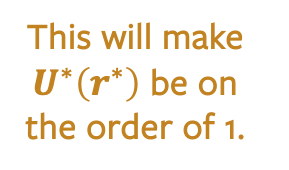 This will make
U*(r*) be on
the order of 1.